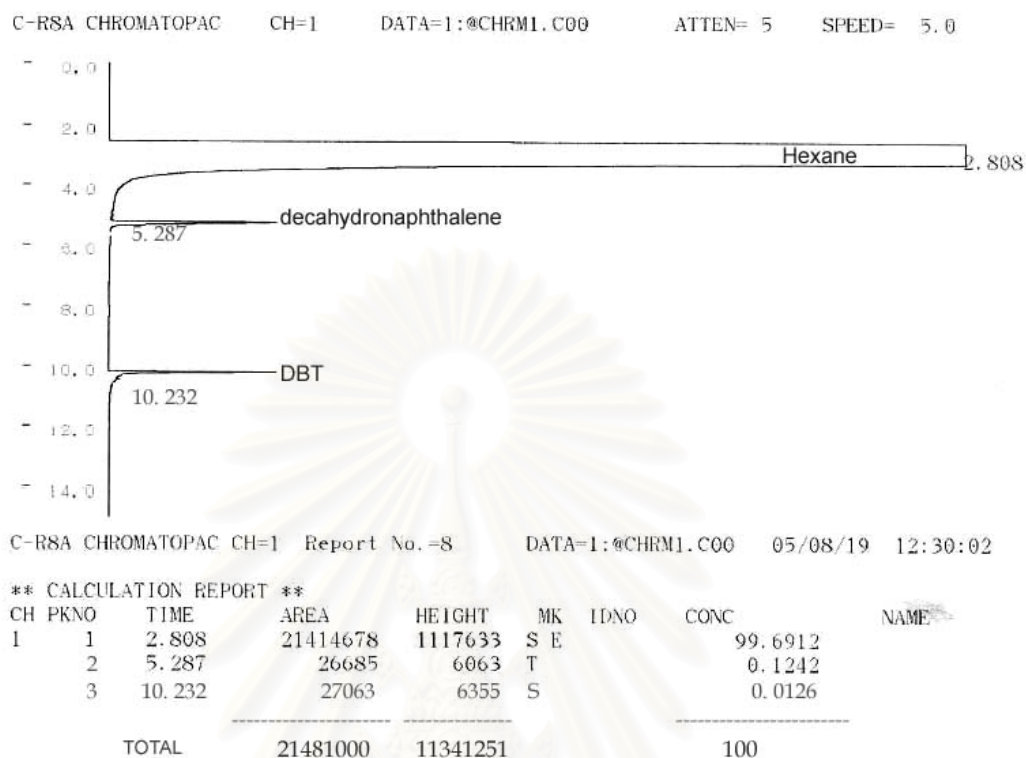 C-R8A CHROMATOPAC CH=1 DATA=1:@CHRM1.C00 ATTEN= 5 SPEED= 5.0
0.0
2.0
Hexane
2.808
4.0
decahydronaphthalene
5.287
6.0
8.0
10.0
DBT
10.232
12.0
14.0
C-R8A CHROMATOPAC CH=1 Report No.=8 DATA=1:@CHRM1.C00 05/08/19 12:30:02
** CALCULATION REPORT **
CH PKNO TIME AREA HEIGHT MK IDNO CONC NAME
1 1 2.808 21414678 1117633 S E 99.6912
2 5.287 26685 6063 T 0.1242
3 10.232 27063 6355 S 0.0126
TOTAL 21481000 11341251 100